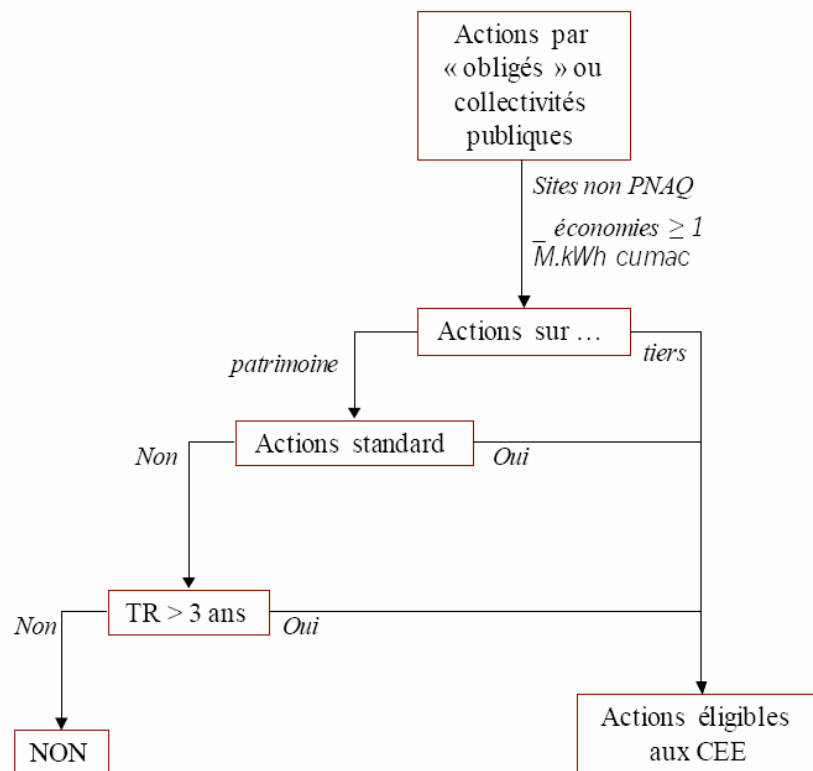 Actions par
« obligés » ou
collectivités
publiques
Sites non PNAQ
_ économies ≥ 1
M.kWh cumac
Actions sur ...
patrimoine
tiers
Actions standard
Non
Oui
TR > 3 ans
Non
Oui
NON
Actions éligibles
aux CEE